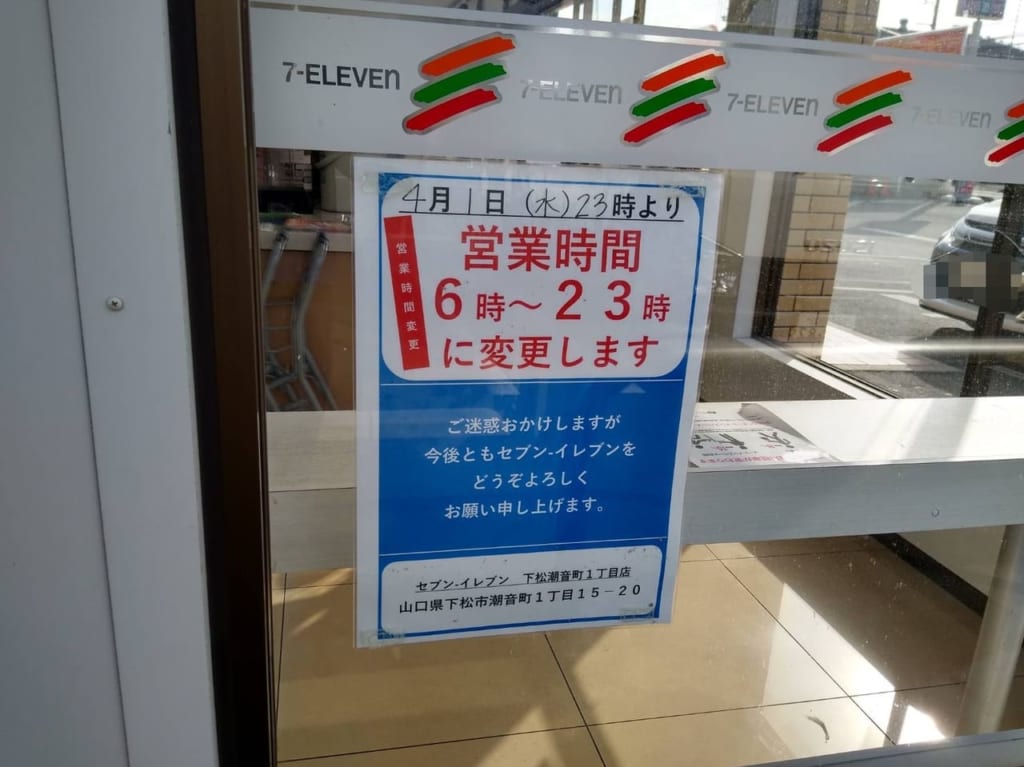 7-ELEVEn
7-ELEVEn
7-ELEVEn
7-ELEVEn
4月1日(水)23時より
営業時間変更
営業時間
6時～23時
に変更します
ご迷惑おかけしますが
今後ともセブン-イレブンを
どうぞよろしく
お願い申し上げます。
セブン-イレブン 下松潮音町1丁目店
山口県下松市潮音町1丁目15-20